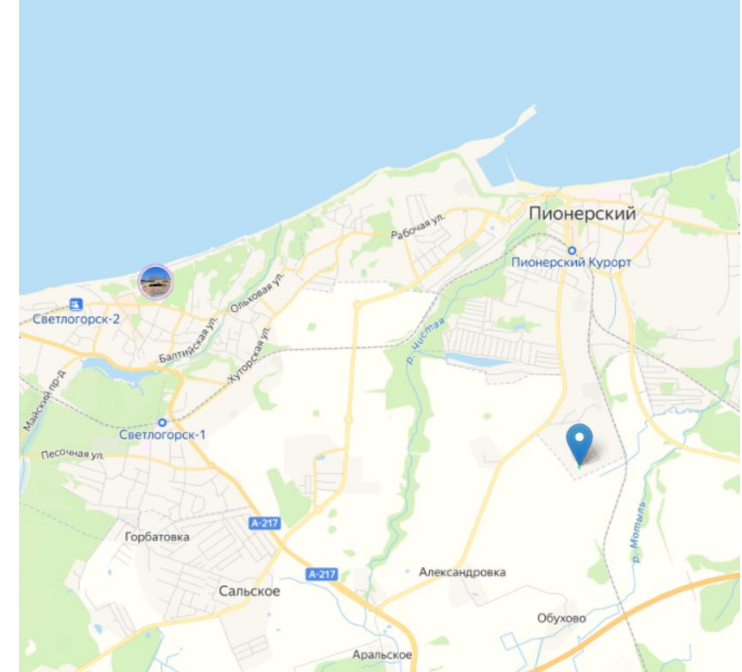 Пионерский
Рабочая ул.
Пионерский Курорт
Ольховая ул.
Светлогорск-2
р. Чистая
Балтийская ул.
Хуторская ул.
Майский пр-д
Светлогорск-1
Песочная ул.
А-217
р. Мотыль
Горбатовка
А-217
Александровка
Сальское
Обухово
Аральское